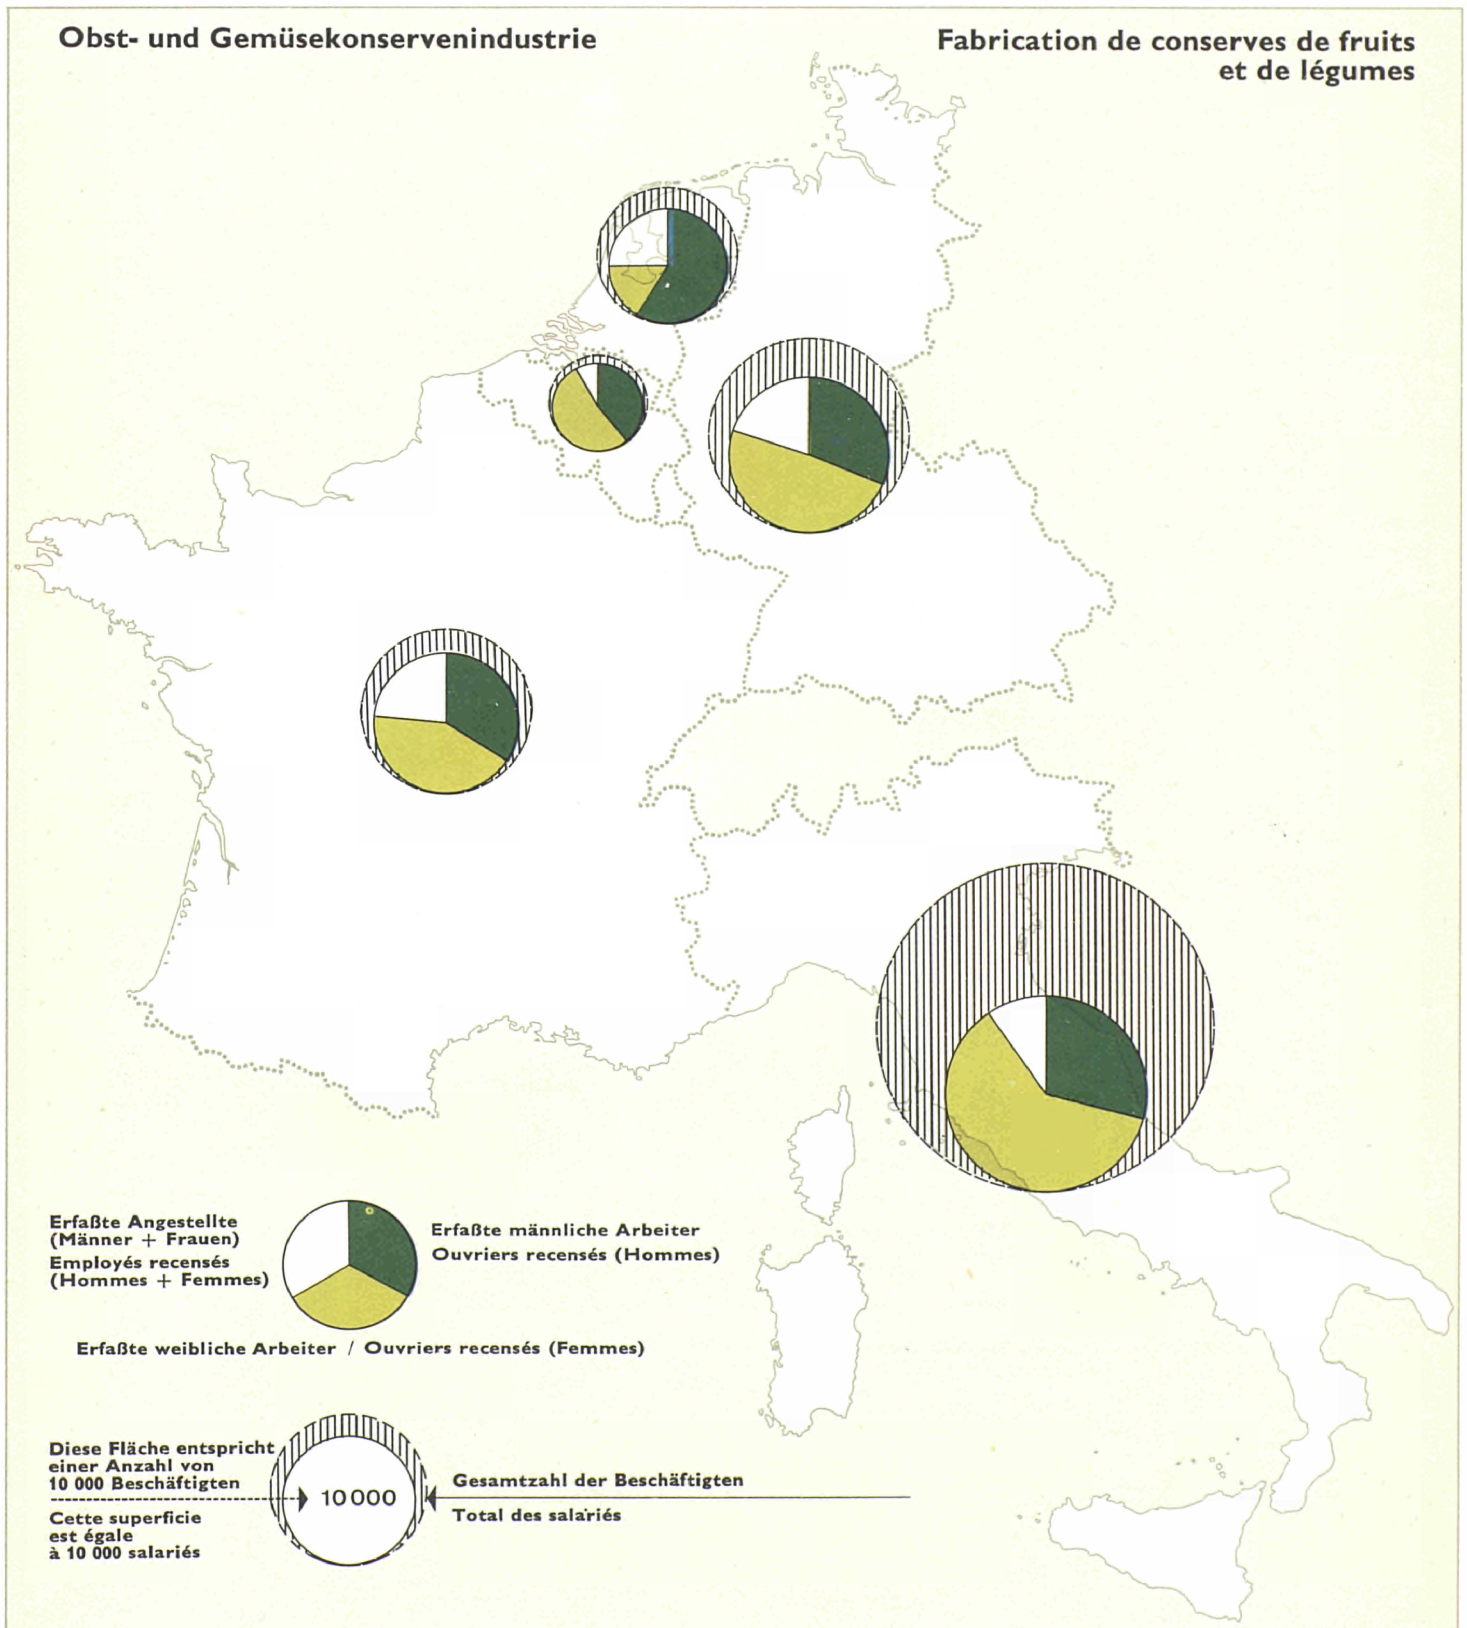 Obst- und Gemüsekonservenindustrie
Fabrication de conserves de fruits
et de légumes
Erfaßte Angestellte
(Männer + Frauen)
Employés recensés
(Hommes + Femmes)
Erfaßte männliche Arbeiter
Ouvriers recensés (Hommes)
Erfaßte weibliche Arbeiter / Ouvriers recensés (Femmes)
Diese Fläche entspricht
einer Anzahl von
10 000 Beschäftigten
Cette superficie
est égale
à 10 000 salariés
10 000
Gesamtzahl der Beschäftigten
Total des salariés